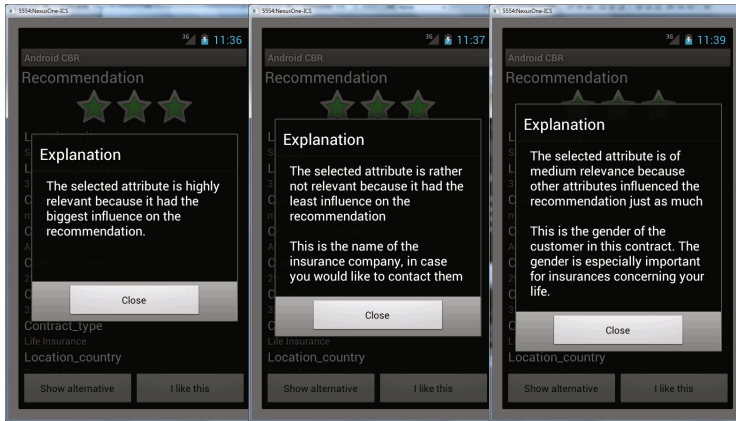 5554:NexusOne-ICS
3G 11:36
Android CBR
Recommendation
Explanation
The selected attribute is highly
relevant because it had the
biggest influence on the
recommendation.
Close
Contract_type
Life Insurance
Location_country
Show alternative
I like this
5554:NexusOne-ICS
3G 11:37
Android CBR
Recommendation
Explanation
The selected attribute is rather
not relevant because it had the
least influence on the
recommendation
This is the name of the
insurance company, in case
you would like to contact them
Close
Contract_type
Life Insurance
Location_country
Show alternative
I like this
5554:NexusOne-ICS
3G 11:39
Android CBR
Recommendation
Explanation
The selected attribute is of
medium relevance because
other attributes influenced the
recommendation just as much
This is the gender of the
customer in this contract. The
gender is especially important
for insurances concerning your
life.
Close
Location_country
Show alternative
I like this